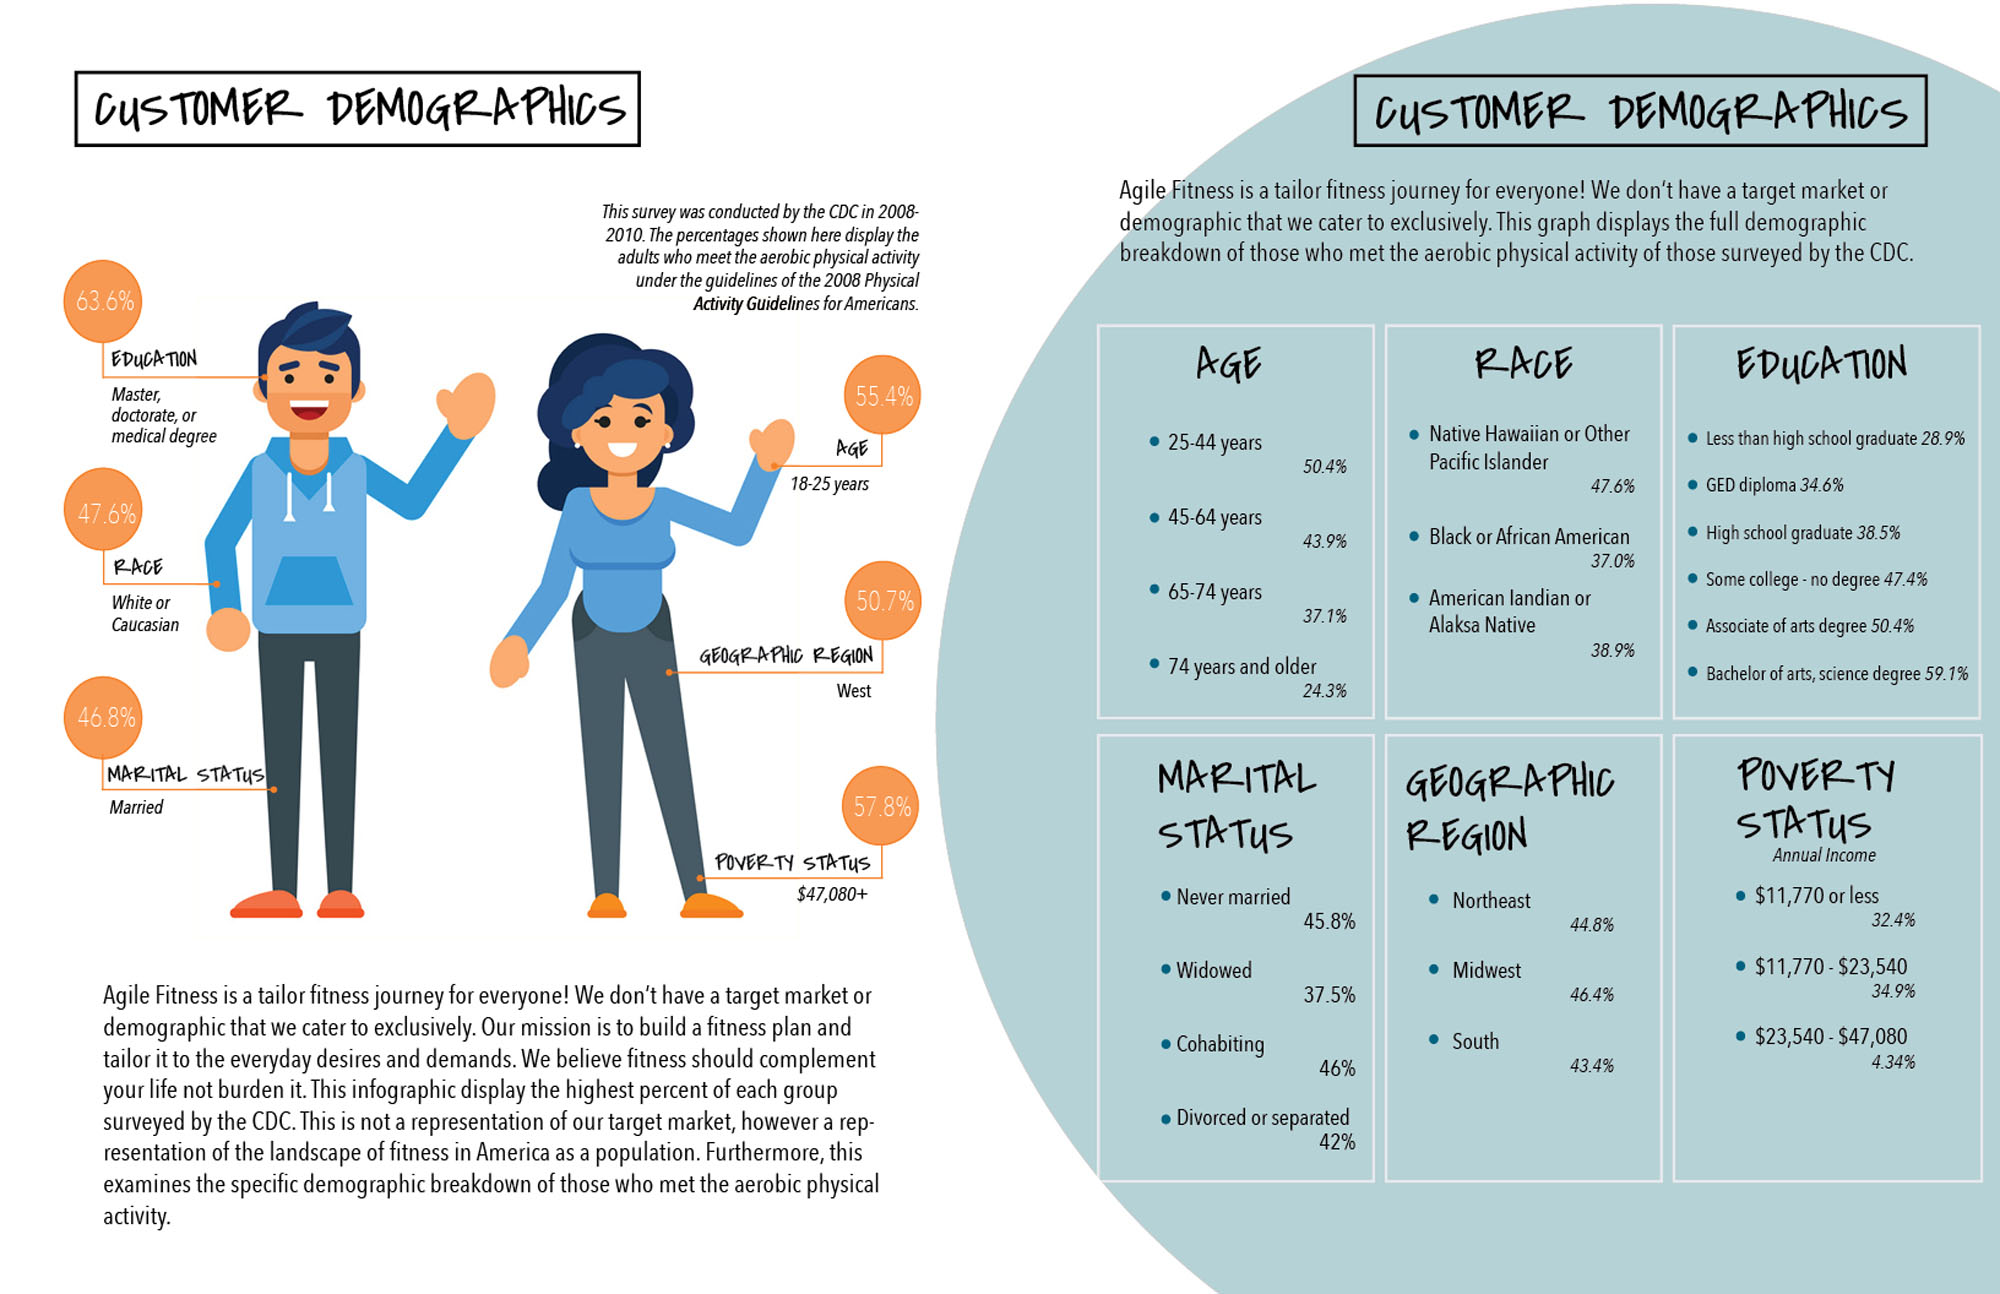 CUSTOMER DEMOGRAPHICS
This survey was conducted by the CDC in 2008-
2010. The percentages shown here display the
adults who meet the aerobic physical activity
under the guidelines of the 2008 Physical
Activity Guidelines for Americans.
63.6%
EDUCATION
Master,
doctorate, or
medical degree
47.6%
RACE
White or
Caucasian
46.8%
MARITAL STATUS
Married
55.4%
AGE
18-25 years
50.7%
GEOGRAPHIC REGION
West
57.8%
POVERTY STATUS
$47,080+
Agile Fitness is a tailor fitness journey for everyone! We don't have a target market or
demographic that we cater to exclusively. Our mission is to build a fitness plan and
tailor it to the everyday desires and demands. We believe fitness should complement
your life not burden it. This infographic display the highest percent of each group
surveyed by the CDC. This is not a representation of our target market, however a rep-
resentation of the landscape of fitness in America as a population. Furthermore, this
examines the specific demographic breakdown of those who met the aerobic physical
activity.
CUSTOMER DEMOGRAPHICS
Agile Fitness is a tailor fitness journey for everyone! We don't have a target market or
demographic that we cater to exclusively. This graph displays the full demographic
breakdown of those who met the aerobic physical activity of those surveyed by the CDC.
AGE
• 25-44 years
50.4%
• 45-64 years
43.9%
• 65-74 years
37.1%
• 74 years and older
24.3%
RACE
• Native Hawaiian or Other
Pacific Islander
47.6%
• Black or African American
37.0%
• American Iandian or
Alaksa Native
38.9%
EDUCATION
• Less than high school graduate 28.9%
• GED diploma 34.6%
• High school graduate 38.5%
• Some college - no degree 47.4%
• Associate of arts degree 50.4%
• Bachelor of arts, science degree 59.1%
MARITAL
STATUS
• Never married
45.8%
• Widowed
37.5%
• Cohabiting
46%
• Divorced or separated
42%
GEOGRAPHIC
REGION
• Northeast
44.8%
• Midwest
46.4%
• South
43.4%
POVERTY
STATUS
Annual Income
• $11,770 or less
32.4%
• $11,770 - $23,540
34.9%
• $23,540 - $47,080
4.34%